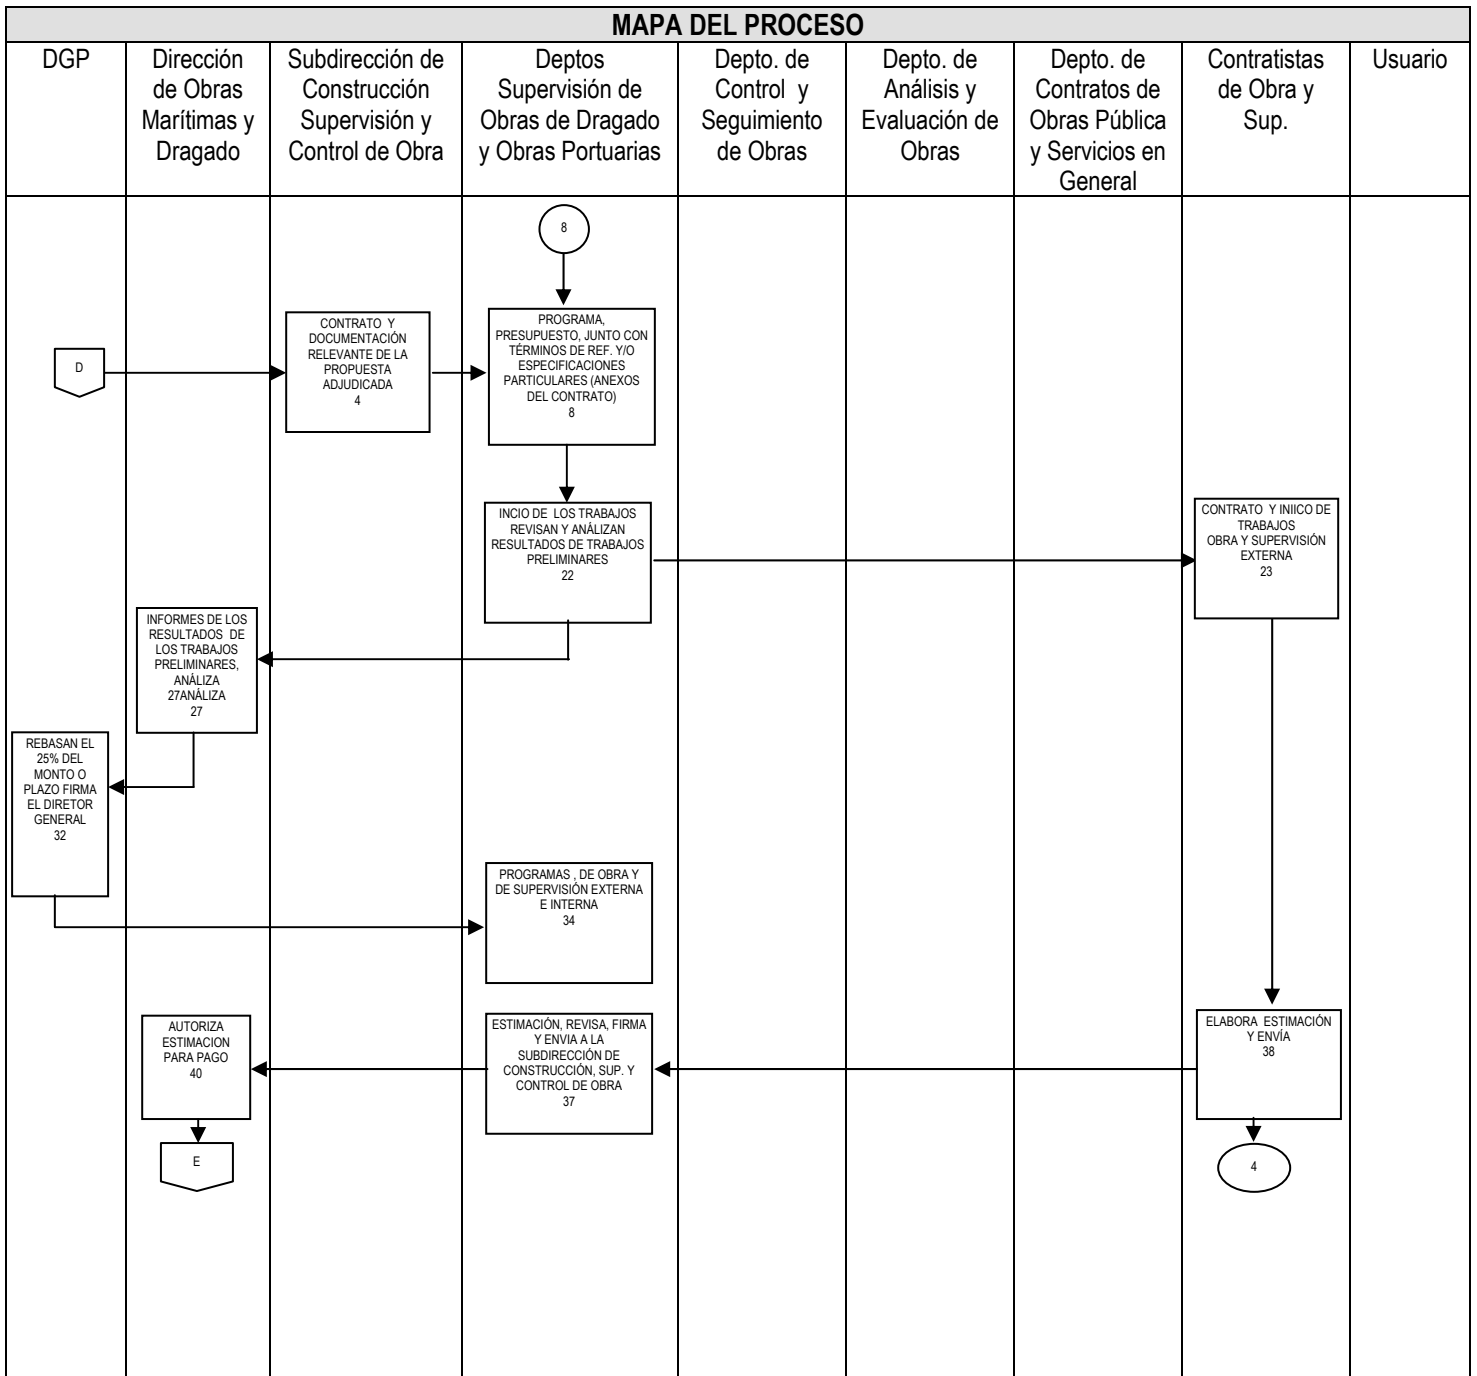 MAPA DEL PROCESO
DGP
Dirección
de Obras
Marítimas y
Dragado
Subdirección de
Construcción
Supervisión y
Control de Obra
Deptos
Supervisión de
Obras de Dragado
y Obras Portuarias
Depto. de
Control y
Seguimiento
de Obras
Depto. de
Análisis y
Evaluación de
Obras
Depto. de
Contratos de
Obras Pública
y Servicios en
General
Contratistas
de Obra y
Sup.
Usuario
8
D
CONTRATO Y
DOCUMENTACIÓN
RELEVANTE DE LA
PROPUESTA
ADJUDICADA
4
PROGRAMA,
PRESUPUESTO, JUNTO CON
TÉRMINOS DE REF. Y/O
ESPECIFICACIONES
PARTICULARES (ANEXOS
DEL CONTRATO)
8
INCIO DE LOS TRABAJOS
REVISAN Y ANÁLIZAN
RESULTADOS DE TRABAJOS
PRELIMINARES
22
CONTRATO Y INIICO DE
TRABAJOS
OBRA Y SUPERVISIÓN
EXTERNA
23
INFORMES DE LOS
RESULTADOS DE
LOS TRABAJOS
PRELIMINARES,
ANÁLIZA
27ANÁLIZA
27
REBASAN EL
25% DEL
MONTO O
PLAZO FIRMA
EL DIRETOR
GENERAL
32
PROGRAMAS , DE OBRA Y
DE SUPERVISIÓN EXTERNA
E INTERNA
34
AUTORIZA
ESTIMACION
PARA PAGO
40
ESTIMACIÓN, REVISA, FIRMA
Y ENVIA A LA
SUBDIRECCIÓN DE
CONSTRUCCIÓN, SUP. Y
CONTROL DE OBRA
37
ELABORA ESTIMACIÓN
Y ENVÍA
38
E
4